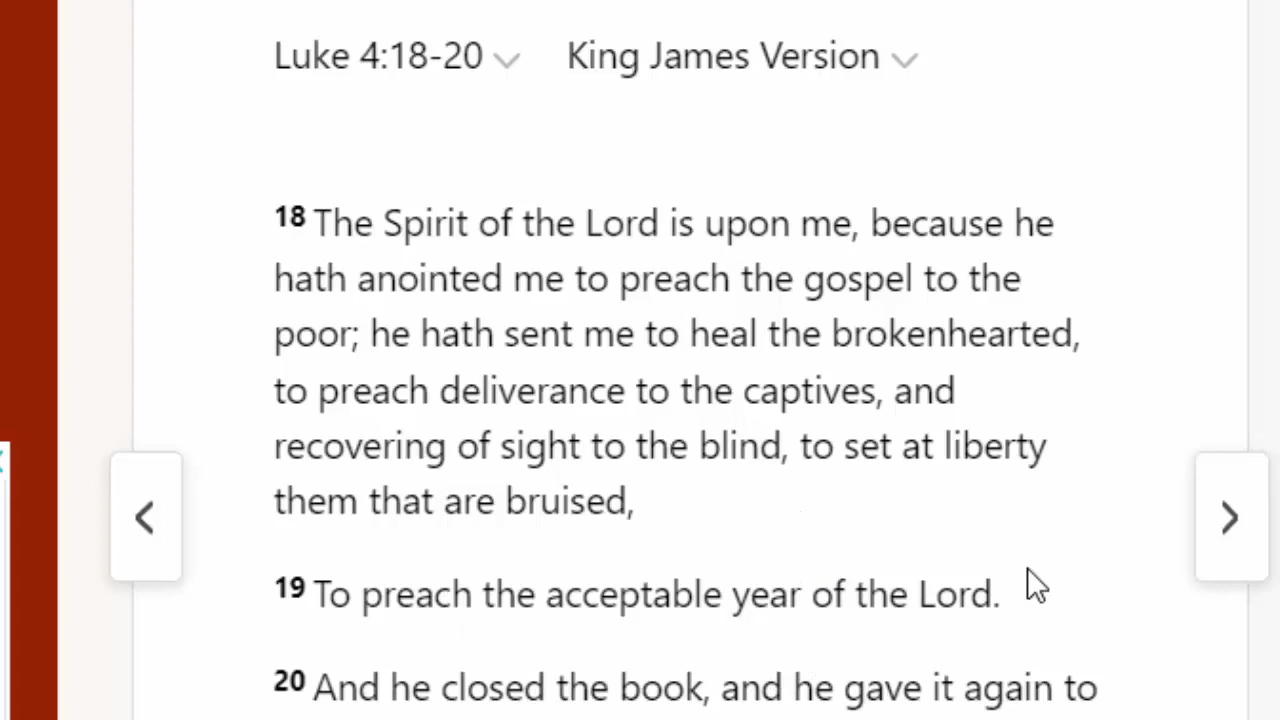 Luke 4:18-20 King James Version
18 The Spirit of the Lord is upon me, because he
hath anointed me to preach the gospel to the
poor; he hath sent me to heal the brokenhearted,
to preach deliverance to the captives, and
recovering of sight to the blind, to set at liberty
them that are bruised,
19 To preach the acceptable year of the Lord.
20 And he closed the book, and he gave it again to